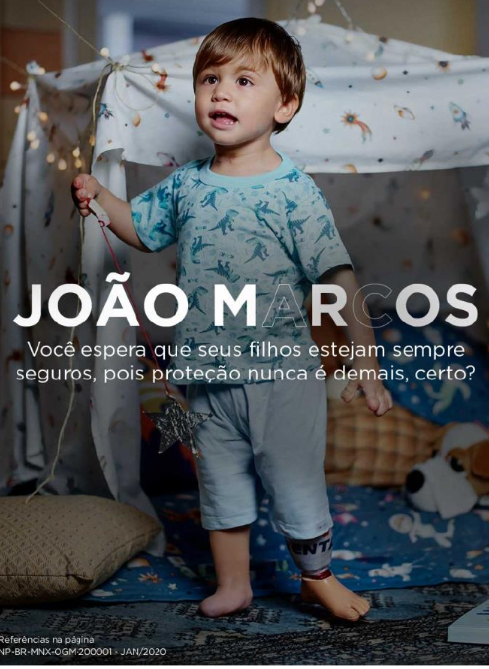 JOÃO MARCOS
Você espera que seus filhos estejam sempre
seguros, pois proteção nunca é demais, certo?
ENT
Referências na página
NP-BR-MNX-OGM-200001 - JAN/2020